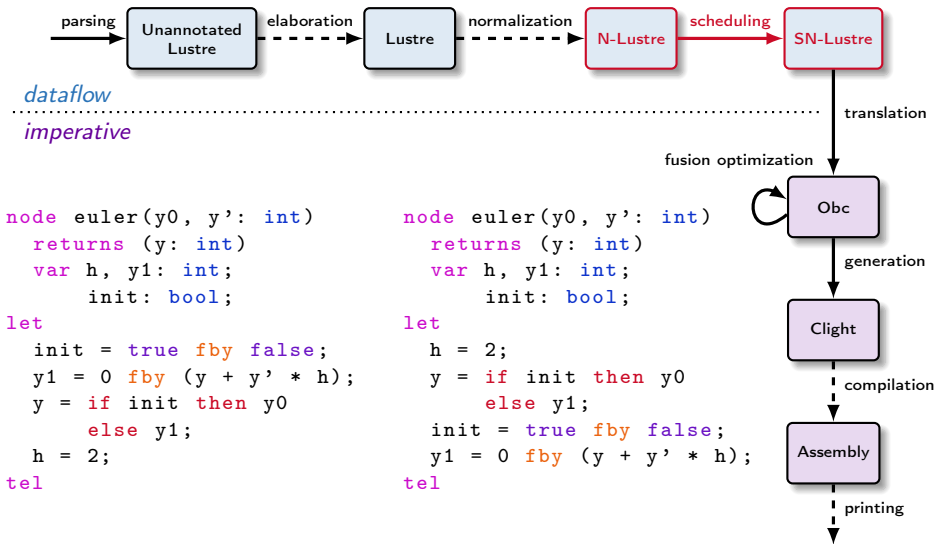 parsing
Unannotated
Lustre
elaboration
Lustre
normalization
N-Lustre
scheduling
SN-Lustre
dataflow
imperative
translation
fusion optimization
Obc
generation
Clight
compilation
Assembly
printing
node euler(y0, y’: int)
returns (y: int)
var h, y1: int;
init: bool;
let
init = true fby false;
y1 = 0 fby (y + y’ * h);
y = if init then y0
else y1;
h = 2;
tel
node euler(y0, y’: int)
returns (y: int)
var h, y1: int;
init: bool;
let
h = 2;
y = if init then y0
else y1;
init = true fby false;
y1 = 0 fby (y + y’ * h);
tel